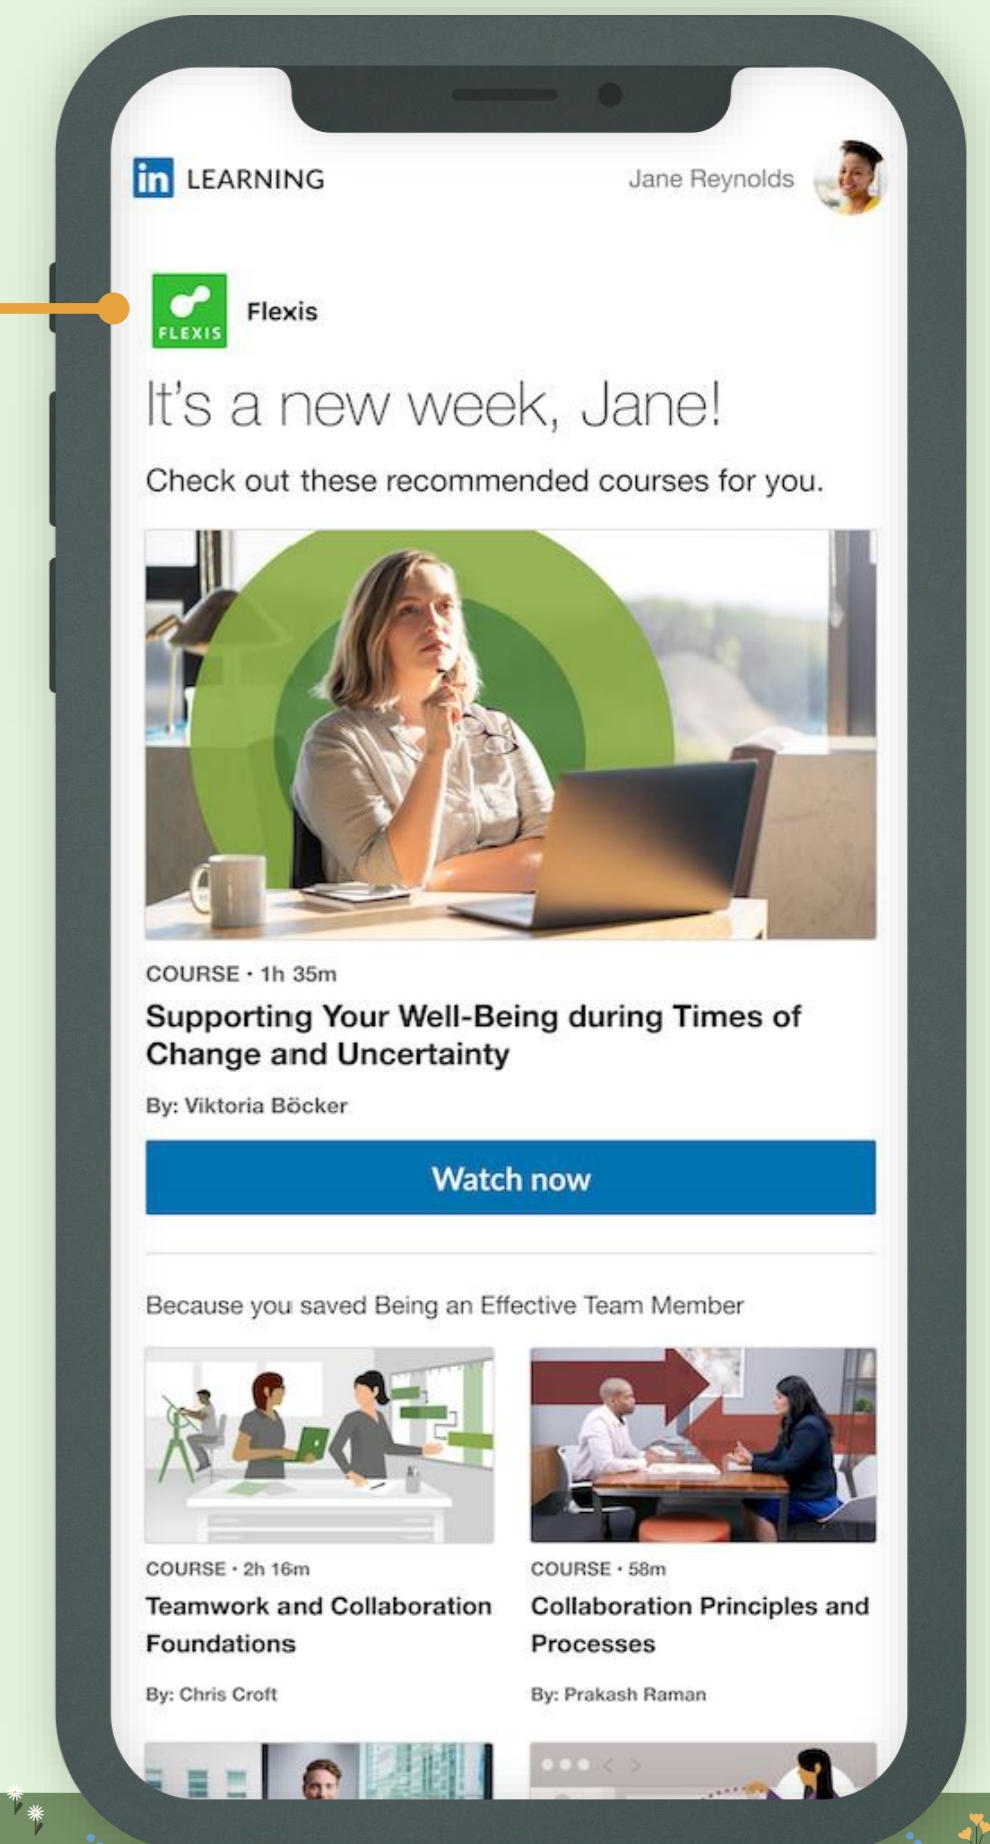 in LEARNING
Jane Reynolds
FLEXIS
Flexis
It's a new week, Jane!
Check out these recommended courses for you.
COURSE • 1h 35m
Supporting Your Well-Being during Times of
Change and Uncertainty
By: Viktoria Böcker
Watch now
Because you saved Being an Effective Team Member
COURSE • 2h 16m
Teamwork and Collaboration
Foundations
By: Chris Croft
COURSE • 58m
Collaboration Principles and
Processes
By: Prakash Raman